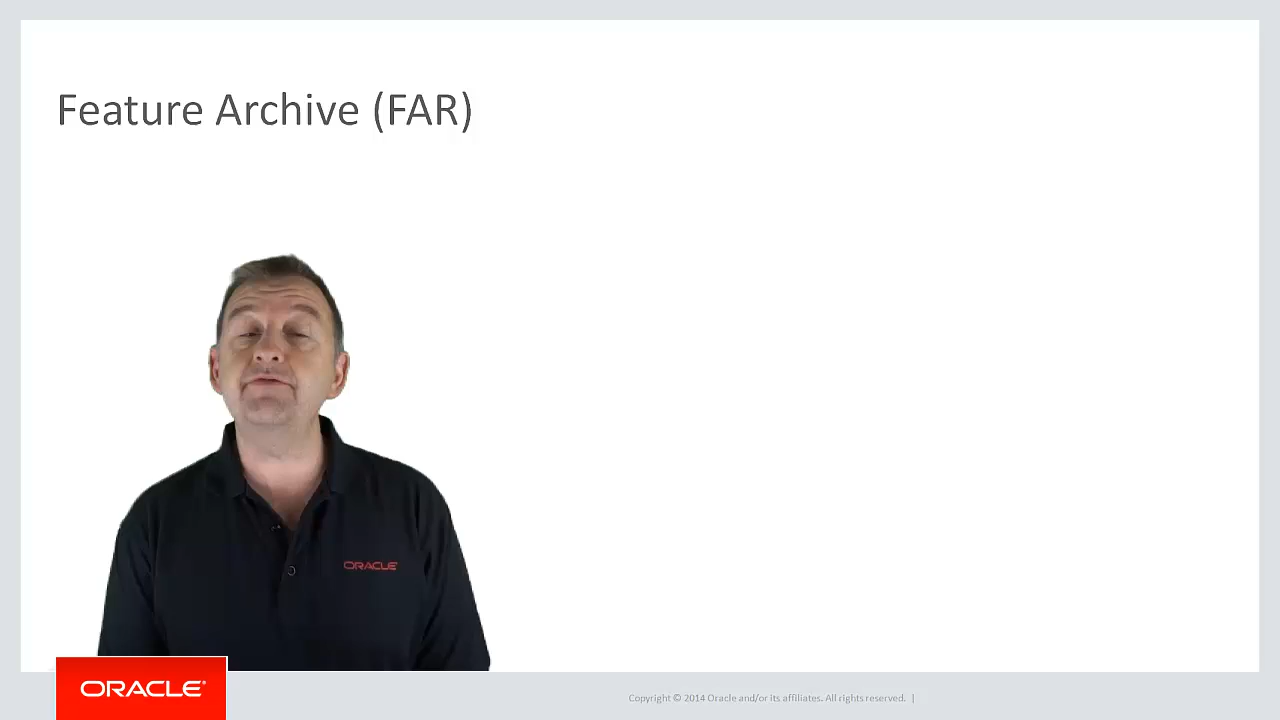 Feature Archive (FAR)
ORACLE
ORACLE®
Copyright © 2014 Oracle and/or its affiliates. All rights reserved. |